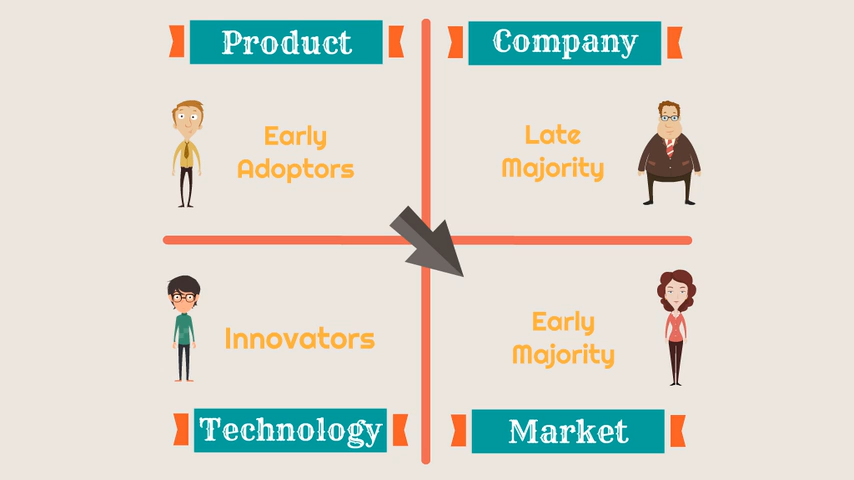 Product
Company
Early
Adoptors
Late
Majority
Innovators
Early
Majority
Technology
Market